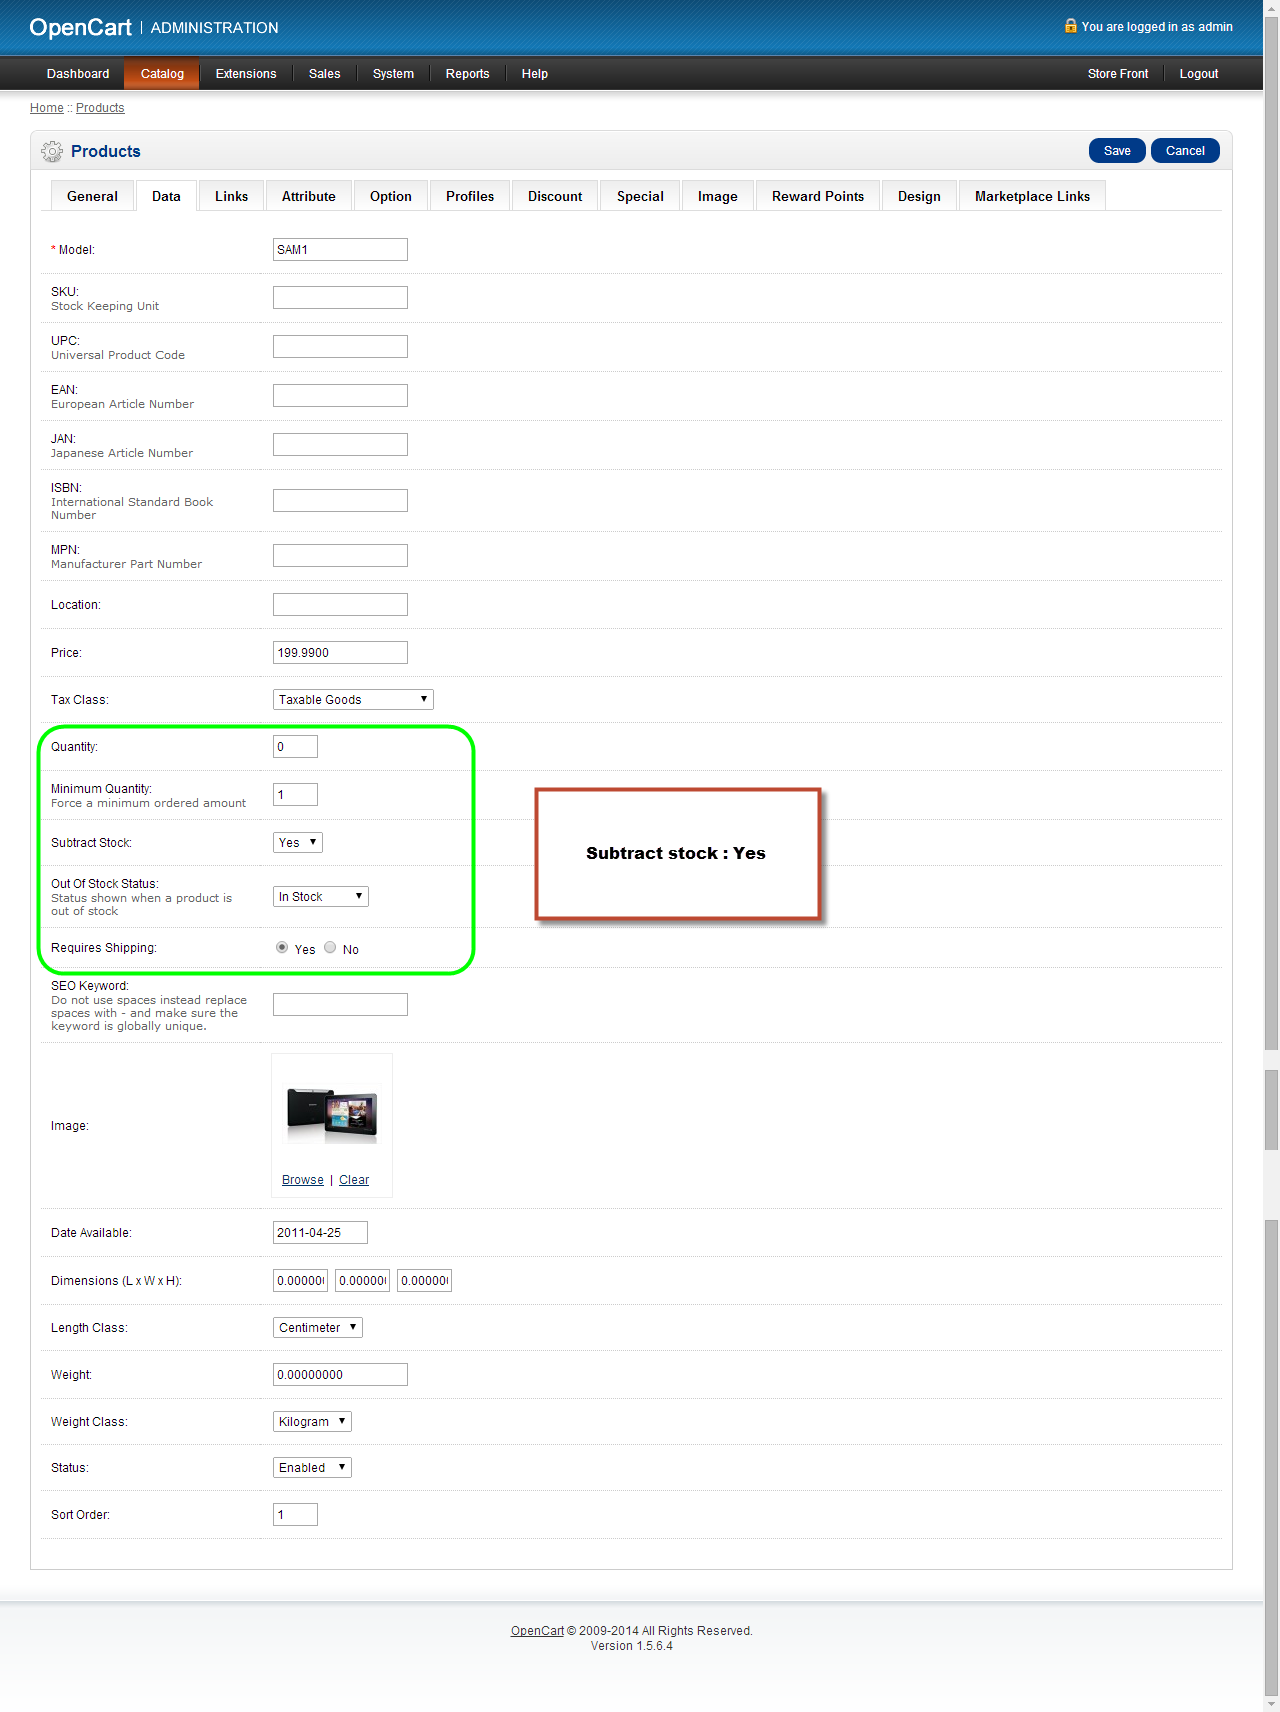 OpenCart | ADMINISTRATION
You are logged in as admin
Dashboard Catalog Extensions Sales System Reports Help Store Front Logout
Home :: Products
Products
Save Cancel
General Data Links Attribute Option Profiles Discount Special Image Reward Points Design Marketplace Links
* Model: SAM1
SKU:
Stock Keeping Unit
UPC:
Universal Product Code
EAN:
European Article Number
JAN:
Japanese Article Number
ISBN:
International Standard Book
Number
MPN:
Manufacturer Part Number
Location:
Price: 199.9900
Tax Class: Taxable Goods
Quantity: 0
Minimum Quantity: 1
Force a minimum ordered amount
Subtract Stock: Yes
Subtract stock : Yes
Out Of Stock Status: In Stock
Status shown when a product is
out of stock
Requires Shipping: Yes No
SEO Keyword:
Do not use spaces instead replace
spaces with - and make sure the
keyword is globally unique.
Image:
Browse | Clear
Date Available: 2011-04-25
Dimensions (L x W x H): 0.00000 0.00000 0.00000
Length Class: Centimeter
Weight: 0.00000000
Weight Class: Kilogram
Status: Enabled
Sort Order: 1
OpenCart © 2009-2014 All Rights Reserved.
Version 1.5.6.4